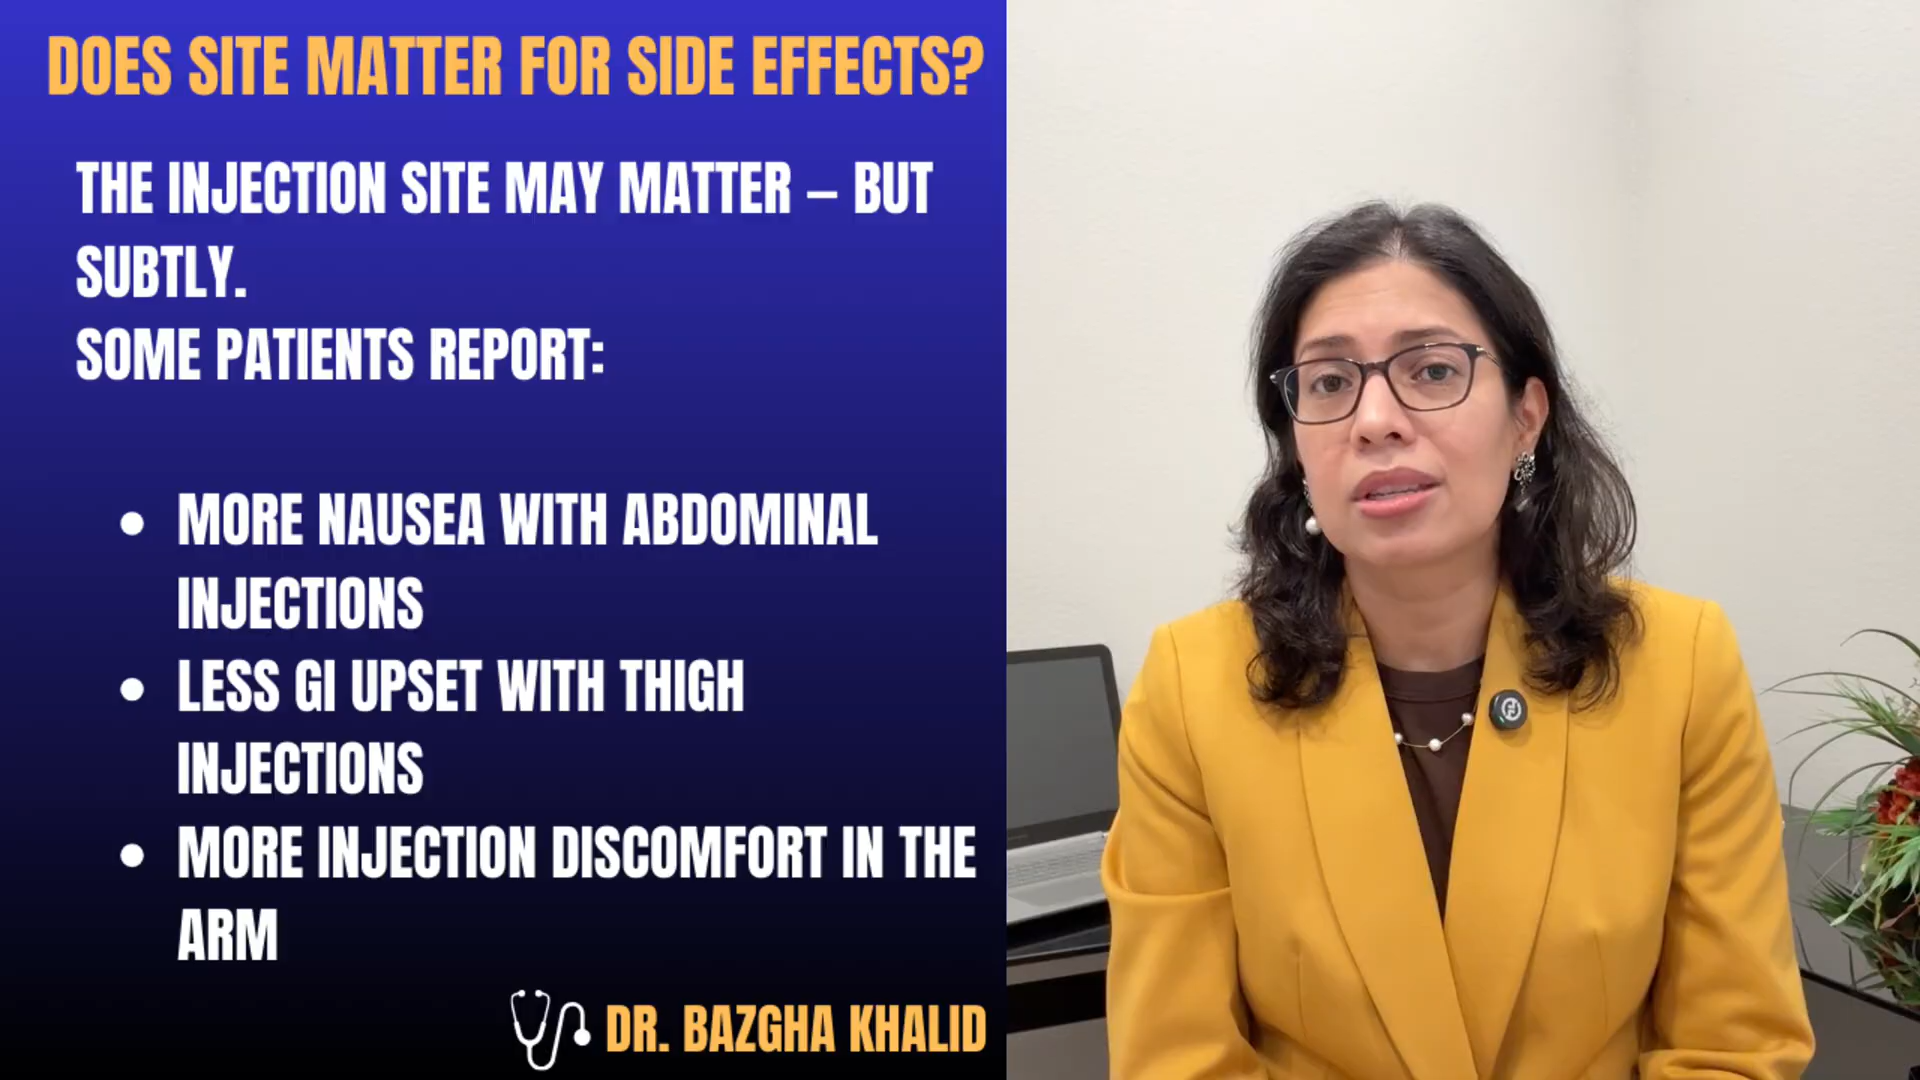 DOES SITE MATTER FOR SIDE EFFECTS?
THE INJECTION SITE MAY MATTER – BUT
SUBTLY.
SOME PATIENTS REPORT:
• MORE NAUSEA WITH ABDOMINAL
INJECTIONS
• LESS GI UPSET WITH THIGH
INJECTIONS
• MORE INJECTION DISCOMFORT IN THE
ARM
DR. BAZGHA KHALID